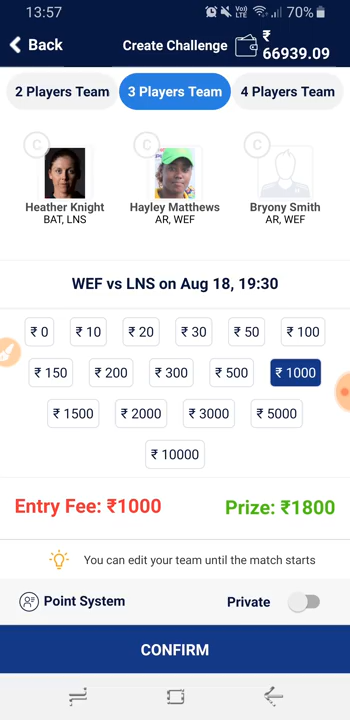 13:57 Vo)) LTE 70%
Back Create Challenge ₹ 66939.09
2 Players Team 3 Players Team 4 Players Team
C C C
Heather Knight Hayley Matthews Bryony Smith
BAT, LNS AR, WEF AR, WEF
WEF vs LNS on Aug 18, 19:30
₹ 0 ₹ 10 ₹ 20 ₹ 30 ₹ 50 ₹ 100
₹ 150 ₹ 200 ₹ 300 ₹ 500 ₹ 1000
₹ 1500 ₹ 2000 ₹ 3000 ₹ 5000
₹ 10000
Entry Fee: ₹1000 Prize: ₹1800
You can edit your team until the match starts
Point System Private
CONFIRM